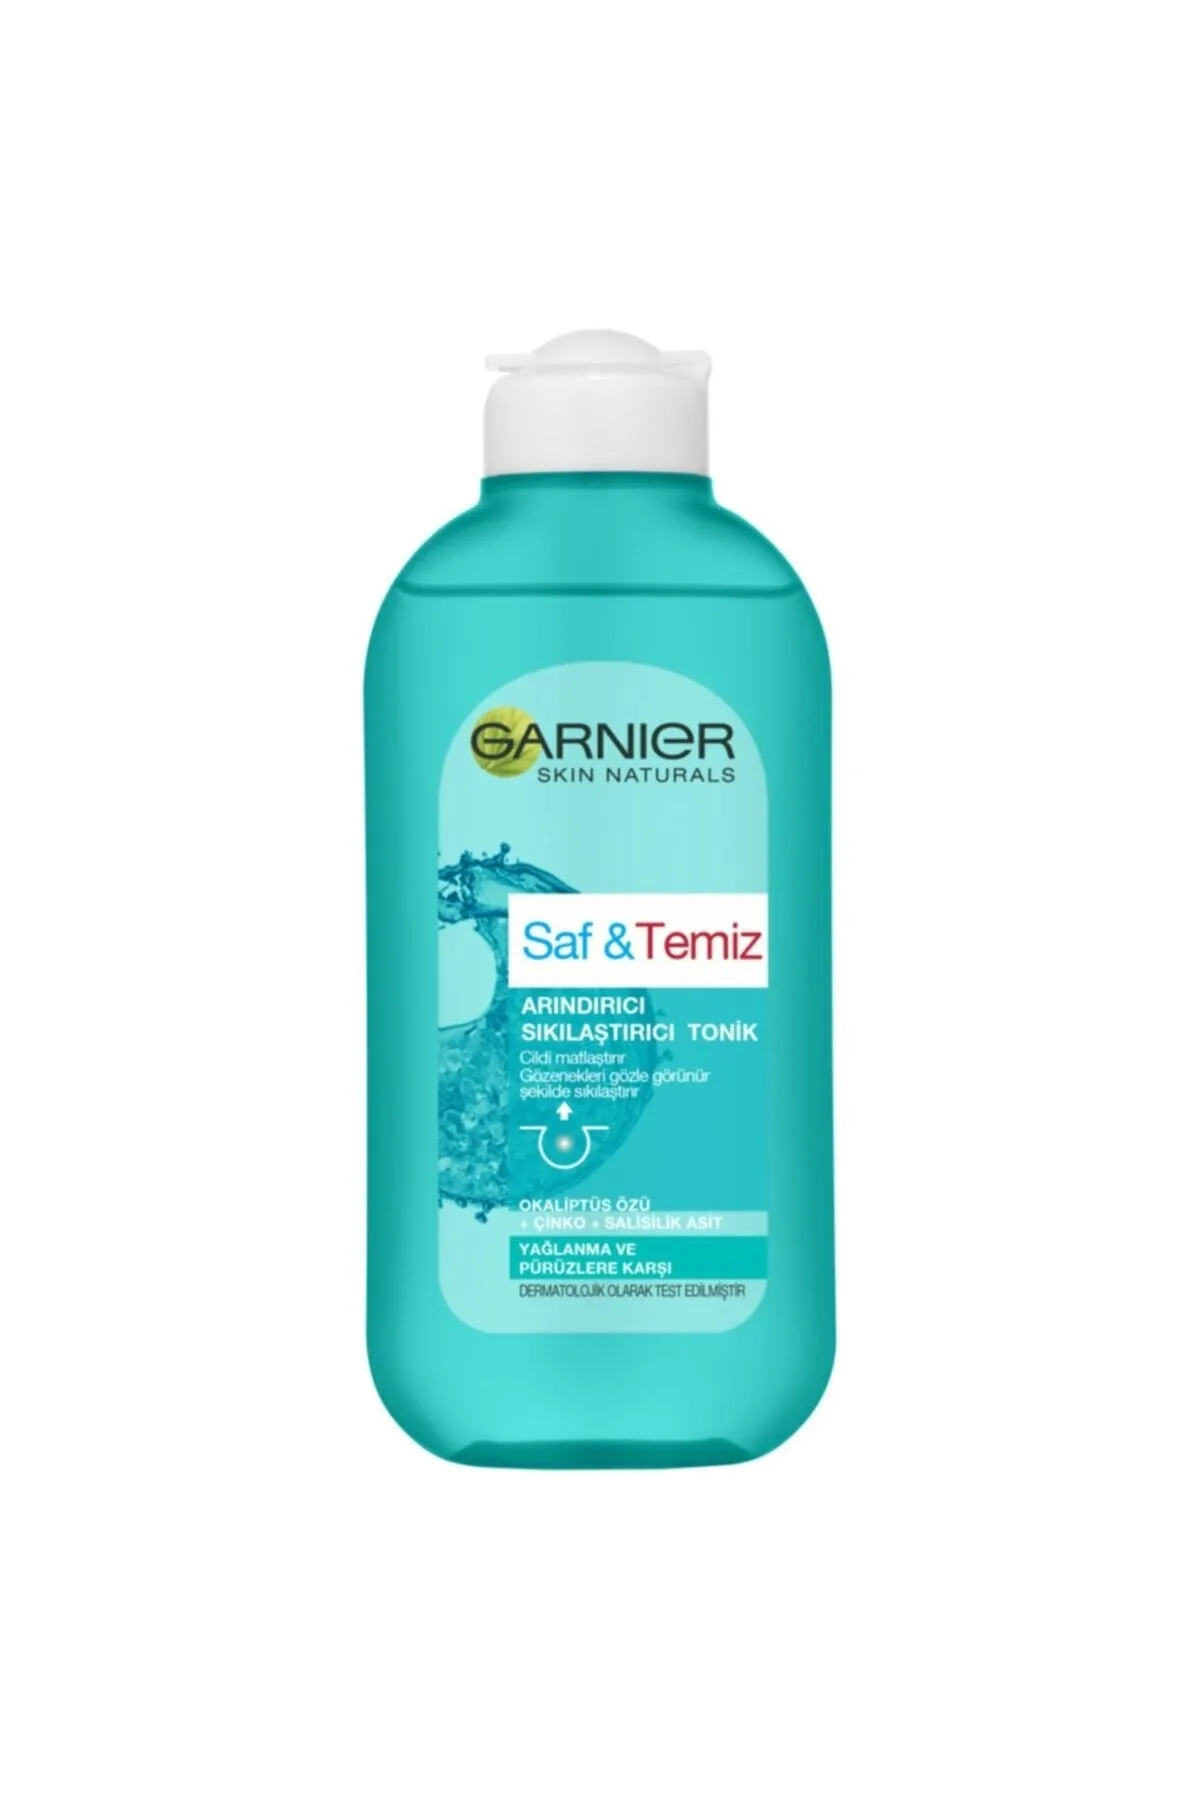 GARNIER
SKIN NATURALS
Saf & Temiz
ARINDIRICI
SIKILAŞTIRICI TONİK
Cildi matlaştırır
Gözenekleri gözle görünür
şekilde sıkılaştırır
OKALİPTÜS ÖZÜ
+ ÇİNKO + SALİSİLİK ASİT
YAĞLANMA VE
PÜRÜZLERE KARŞI
DERMATOLOJİK OLARAK TEST EDİLMİŞTİR